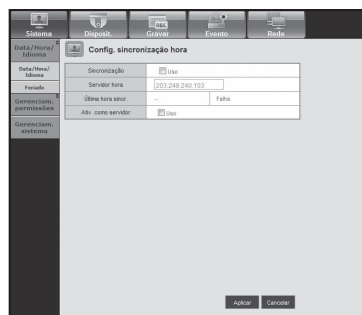 Sistema
Disposit.
Gravar
Evento
Rede
Data/Hora/
Idioma
Data/Hora/
Idioma
Feriado
Gerenciam.
permissões
Gerenciam.
sistema
Config. sincronização hora
Sincronização Uso
Servidor hora 203.248.240.103
Última hora sincr. - Falha
Ativ. como servidor Uso
Aplicar Cancelar